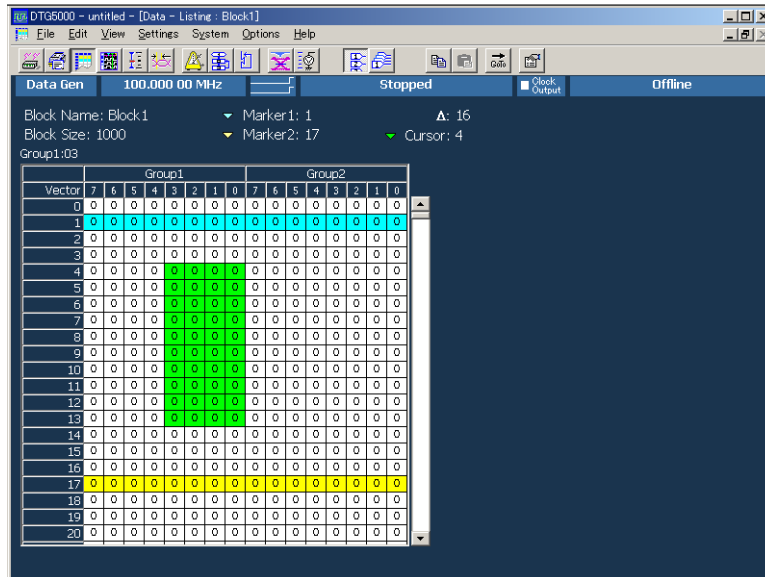 DTG5000 - untitled - [Data - Listing : Block1]
File Edit View Settings System Options Help
GoTo
Data Gen 100.000 00 MHz Stopped Clock Output Offline
Block Name: Block1 Marker1: 1 Δ: 16
Block Size: 1000 Marker2: 17 Cursor: 4
Group1:03
Group1 Group2
Vector 7 6 5 4 3 2 1 0 7 6 5 4 3 2 1 0
0 0 0 0 0 0 0 0 0 0 0 0 0 0 0 0 0
1 0 0 0 0 0 0 0 0 0 0 0 0 0 0 0 0
2 0 0 0 0 0 0 0 0 0 0 0 0 0 0 0 0
3 0 0 0 0 0 0 0 0 0 0 0 0 0 0 0 0
4 0 0 0 0 0 0 0 0 0 0 0 0 0 0 0 0
5 0 0 0 0 0 0 0 0 0 0 0 0 0 0 0 0
6 0 0 0 0 0 0 0 0 0 0 0 0 0 0 0 0
7 0 0 0 0 0 0 0 0 0 0 0 0 0 0 0 0
8 0 0 0 0 0 0 0 0 0 0 0 0 0 0 0 0
9 0 0 0 0 0 0 0 0 0 0 0 0 0 0 0 0
10 0 0 0 0 0 0 0 0 0 0 0 0 0 0 0 0
11 0 0 0 0 0 0 0 0 0 0 0 0 0 0 0 0
12 0 0 0 0 0 0 0 0 0 0 0 0 0 0 0 0
13 0 0 0 0 0 0 0 0 0 0 0 0 0 0 0 0
14 0 0 0 0 0 0 0 0 0 0 0 0 0 0 0 0
15 0 0 0 0 0 0 0 0 0 0 0 0 0 0 0 0
16 0 0 0 0 0 0 0 0 0 0 0 0 0 0 0 0
17 0 0 0 0 0 0 0 0 0 0 0 0 0 0 0 0
18 0 0 0 0 0 0 0 0 0 0 0 0 0 0 0 0
19 0 0 0 0 0 0 0 0 0 0 0 0 0 0 0 0
20 0 0 0 0 0 0 0 0 0 0 0 0 0 0 0 0